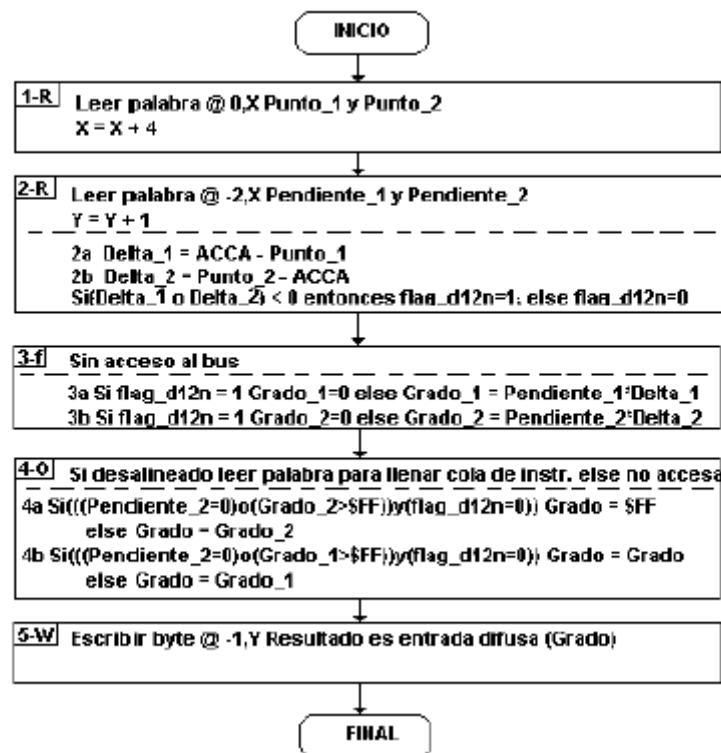 INICIO
1-R
Leer palabra @ 0,X Punto_1 y Punto_2
X = X + 4
2-R
Leer palabra @ -2,X Pendiente_1 y Pendiente_2
Y = Y + 1
2a Delta_1 = ACCA - Punto_1
2b Delta_2 = Punto_2 - ACCA
Si(Delta_1 o Delta_2) < 0 entonces flag_d12n=1; else flag_d12n=0
3-f
Sin acceso al bus
3a Si flag_d12n = 1 Grado_1=0 else Grado_1 = Pendiente_1*Delta_1
3b Si flag_d12n = 1 Grado_2=0 else Grado_2 = Pendiente_2*Delta_2
4-O
Si desalineado leer palabra para llenar cola de instr. else no accesa
4a Si(((Pendiente_2=0)o(Grado_2>$FF))y(flag_d12n=0)) Grado = $FF
else Grado = Grado_2
4b Si(((Pendiente_2=0)o(Grado_1>$FF))y(flag_d12n=0)) Grado = Grado
else Grado = Grado_1
5-W
Escribir byte @ -1,Y Resultado es entrada difusa (Grado)
FINAL